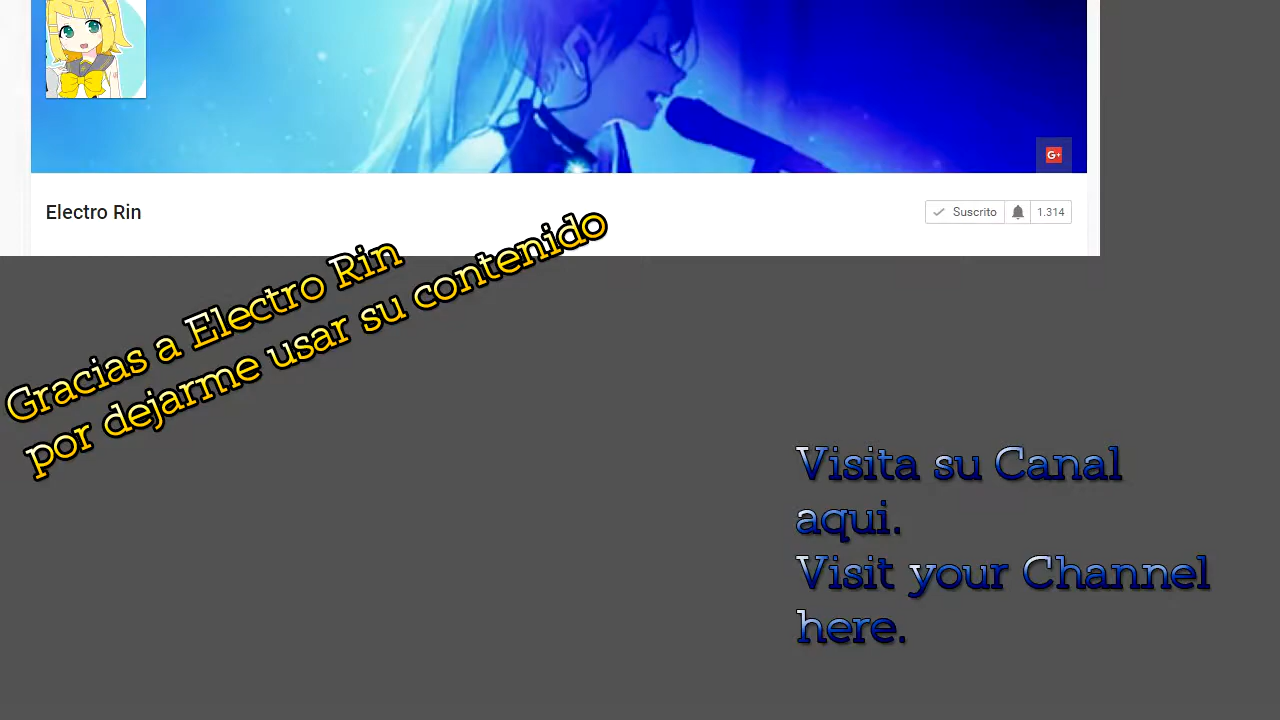 G+
Electro Rin
Suscrito 1.314
Gracias a Electro Rin
por dejarme usar su contenido
Visita su Canal
aqui.
Visit your Channel
here.